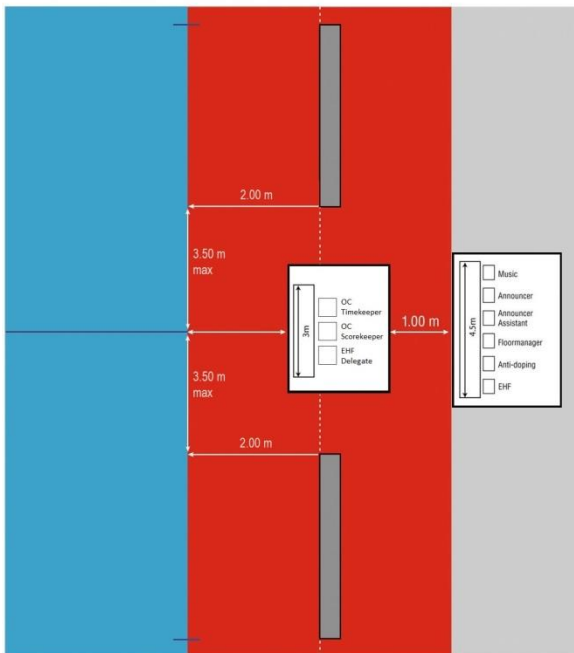 2.00 m
3.50 m
max
3m
OC
Timekeeper
OC
Scorekeeper
EHF
Delegate
1.00 m
4.5m
Music
Announcer
Announcer
Assistant
Floormanager
Anti-doping
EHF
3.50 m
max
2.00 m